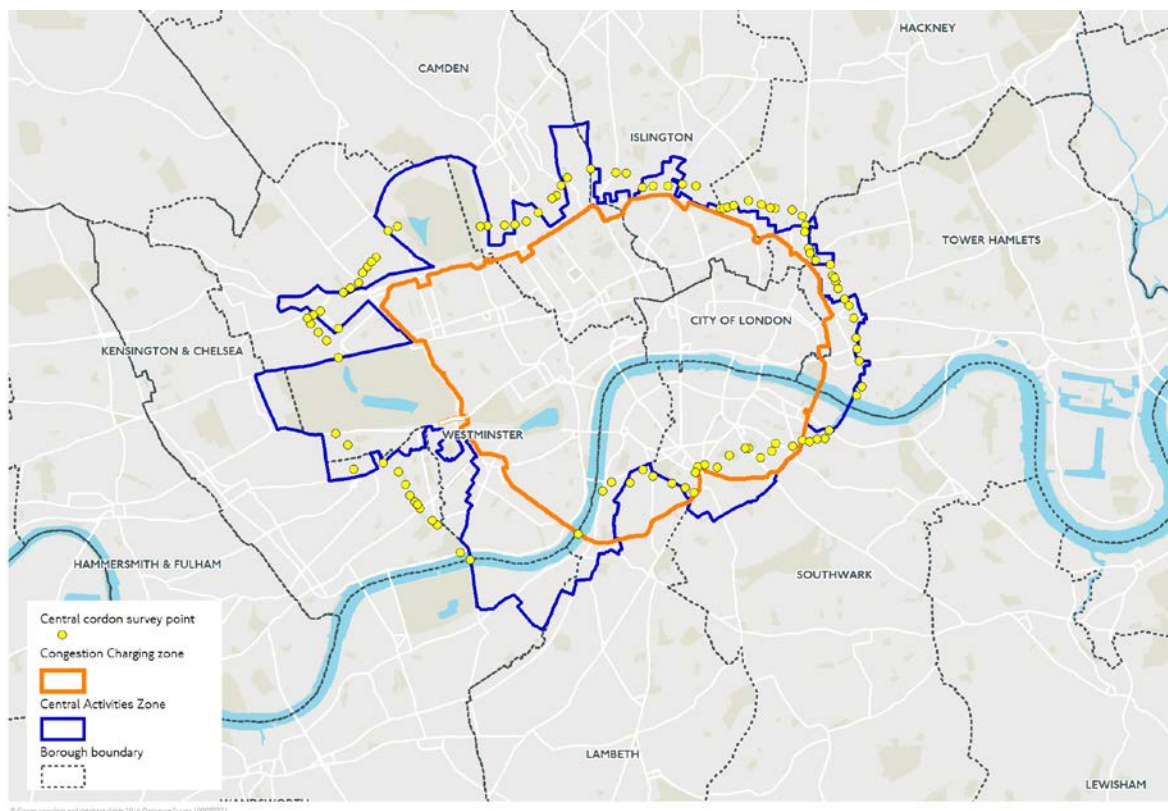 HACKNEY
CAMDEN
ISLINGTON
TOWER HAMLETS
CITY OF LONDON
KENSINGTON & CHELSEA
WESTMINSTER
HAMMERSMITH & FULHAM
SOUTHWARK
LAMBETH
LEWISHAM
Central cordon survey point
Congestion Charging zone
Central Activities Zone
Borough boundary